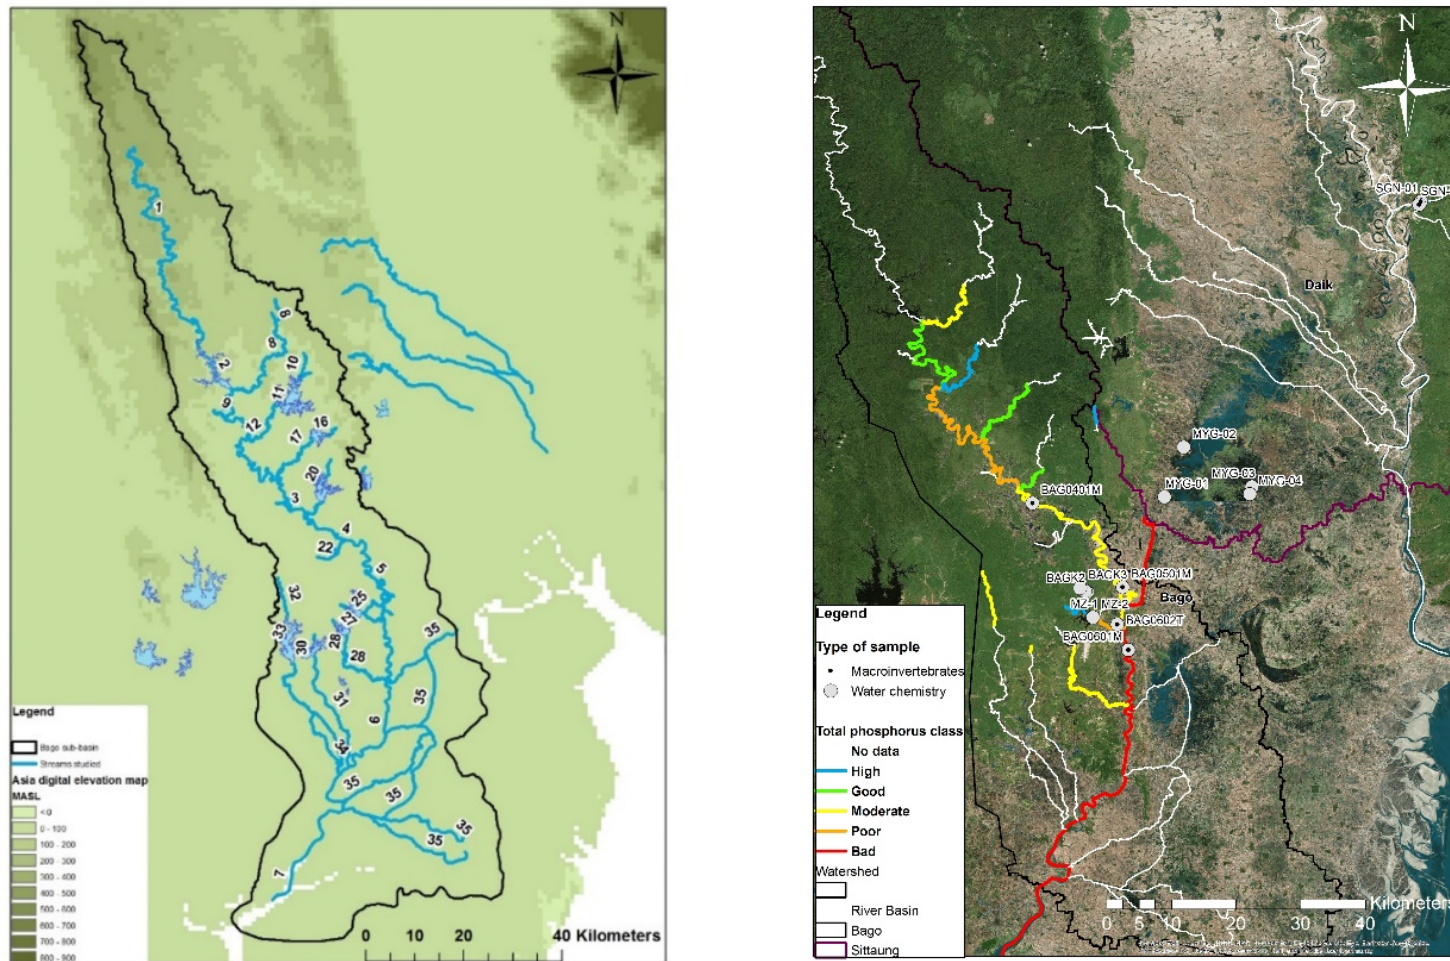 N
1
8
8
2
10
11
9
12
16
17
20
3
4
22
5
32
25
27
33
30
28
28
35
31
35
6
34
35
35
35
35
7
Legend
Bago sub-basin
Streams studied
Asia digital elevation map
MASL
<0
0 - 100
100 - 200
200 - 300
300 - 400
400 - 500
500 - 600
600 - 700
700 - 800
800 - 900
0 10 20 40 Kilometers
N
SGN-01 SGN-
Daik
MYG-02
MYG-03
MYG-01
MYG-04
BAG0401M
BAGK2 BAGK3 BAG0501M
Bago
MZ-1 MZ-2
BAG0602T
BAG0601M
Legend
Type of sample
Macroinvertebrates
Water chemistry
Total phosphorus class
No data
High
Good
Moderate
Poor
Bad
Watershed
River Basin
Bago
Sittaung
0 10 20 30 40 Kilometers